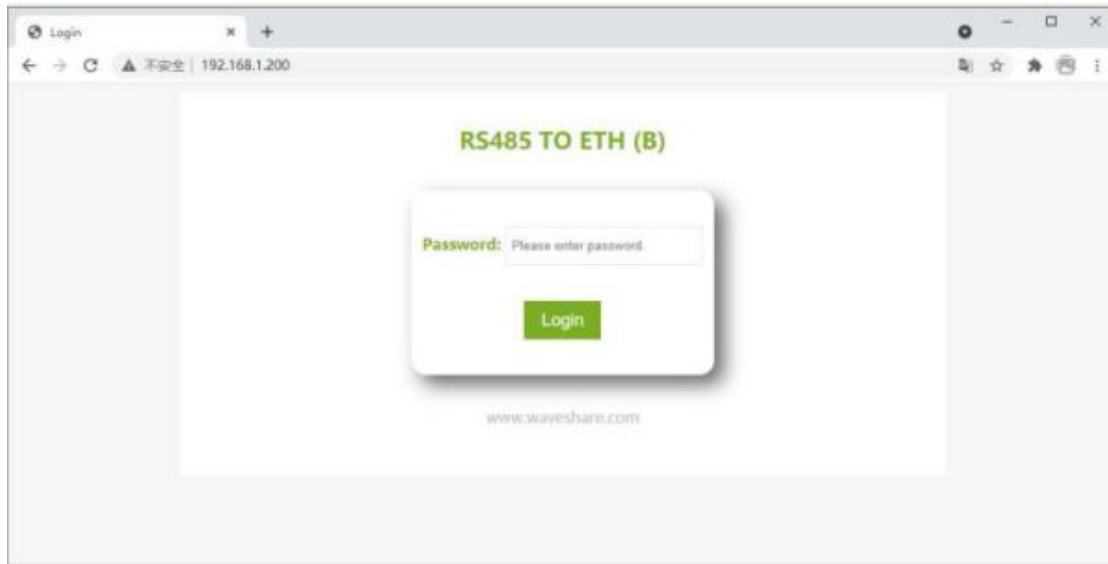 Login
不安全 192.168.1.200
RS485 TO ETH (B)
Password: Please enter password
Login
www.waveshare.com